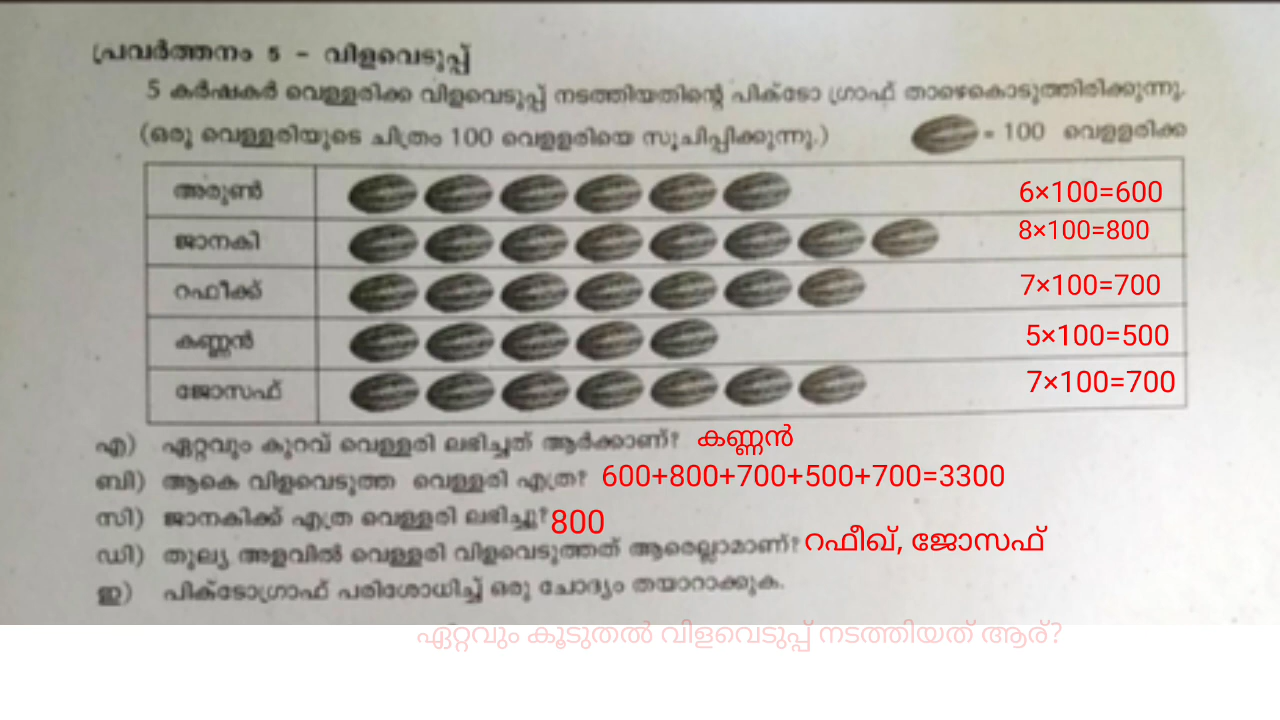 പ്രവർത്തനം 5 - വിളവെടുപ്പ്
5 കർഷകർ വെള്ളരിക്ക വിളവെടുപ്പ് നടത്തിയതിന്റെ പിക്ടോ ഗ്രാഫ് താഴെകൊടുത്തിരിക്കുന്നു.
(ഒരു വെള്ളരിയുടെ ചിത്രം 100 വെളളരിയെ സൂചിപ്പിക്കുന്നു.) = 100 വെളളരിക്ക
അരുൺ 6×100=600
ജാനകി 8×100=800
റഫീക്ക് 7×100=700
കണ്ണൻ 5×100=500
ജോസഫ് 7×100=700
എ) ഏറ്റവും കുറവ് വെള്ളരി ലഭിച്ചത് ആർക്കാണ്? കണ്ണൻ
ബി) ആകെ വിളവെടുത്ത വെള്ളരി എത്ര? 600+800+700+500+700=3300
സി) ജാനകിക്ക് എത്ര വെള്ളരി ലഭിച്ചു? 800
ഡി) തുല്യ അളവിൽ വെള്ളരി വിളവെടുത്തത് ആരെല്ലാമാണ്? റഫീഖ്, ജോസഫ്
ഇ) പിക്ടോഗ്രാഫ് പരിശോധിച്ച് ഒരു ചോദ്യം തയാറാക്കുക.
ഏറ്റവും കൂടുതൽ വിളവെടുപ്പ് നടത്തിയത് ആര്?